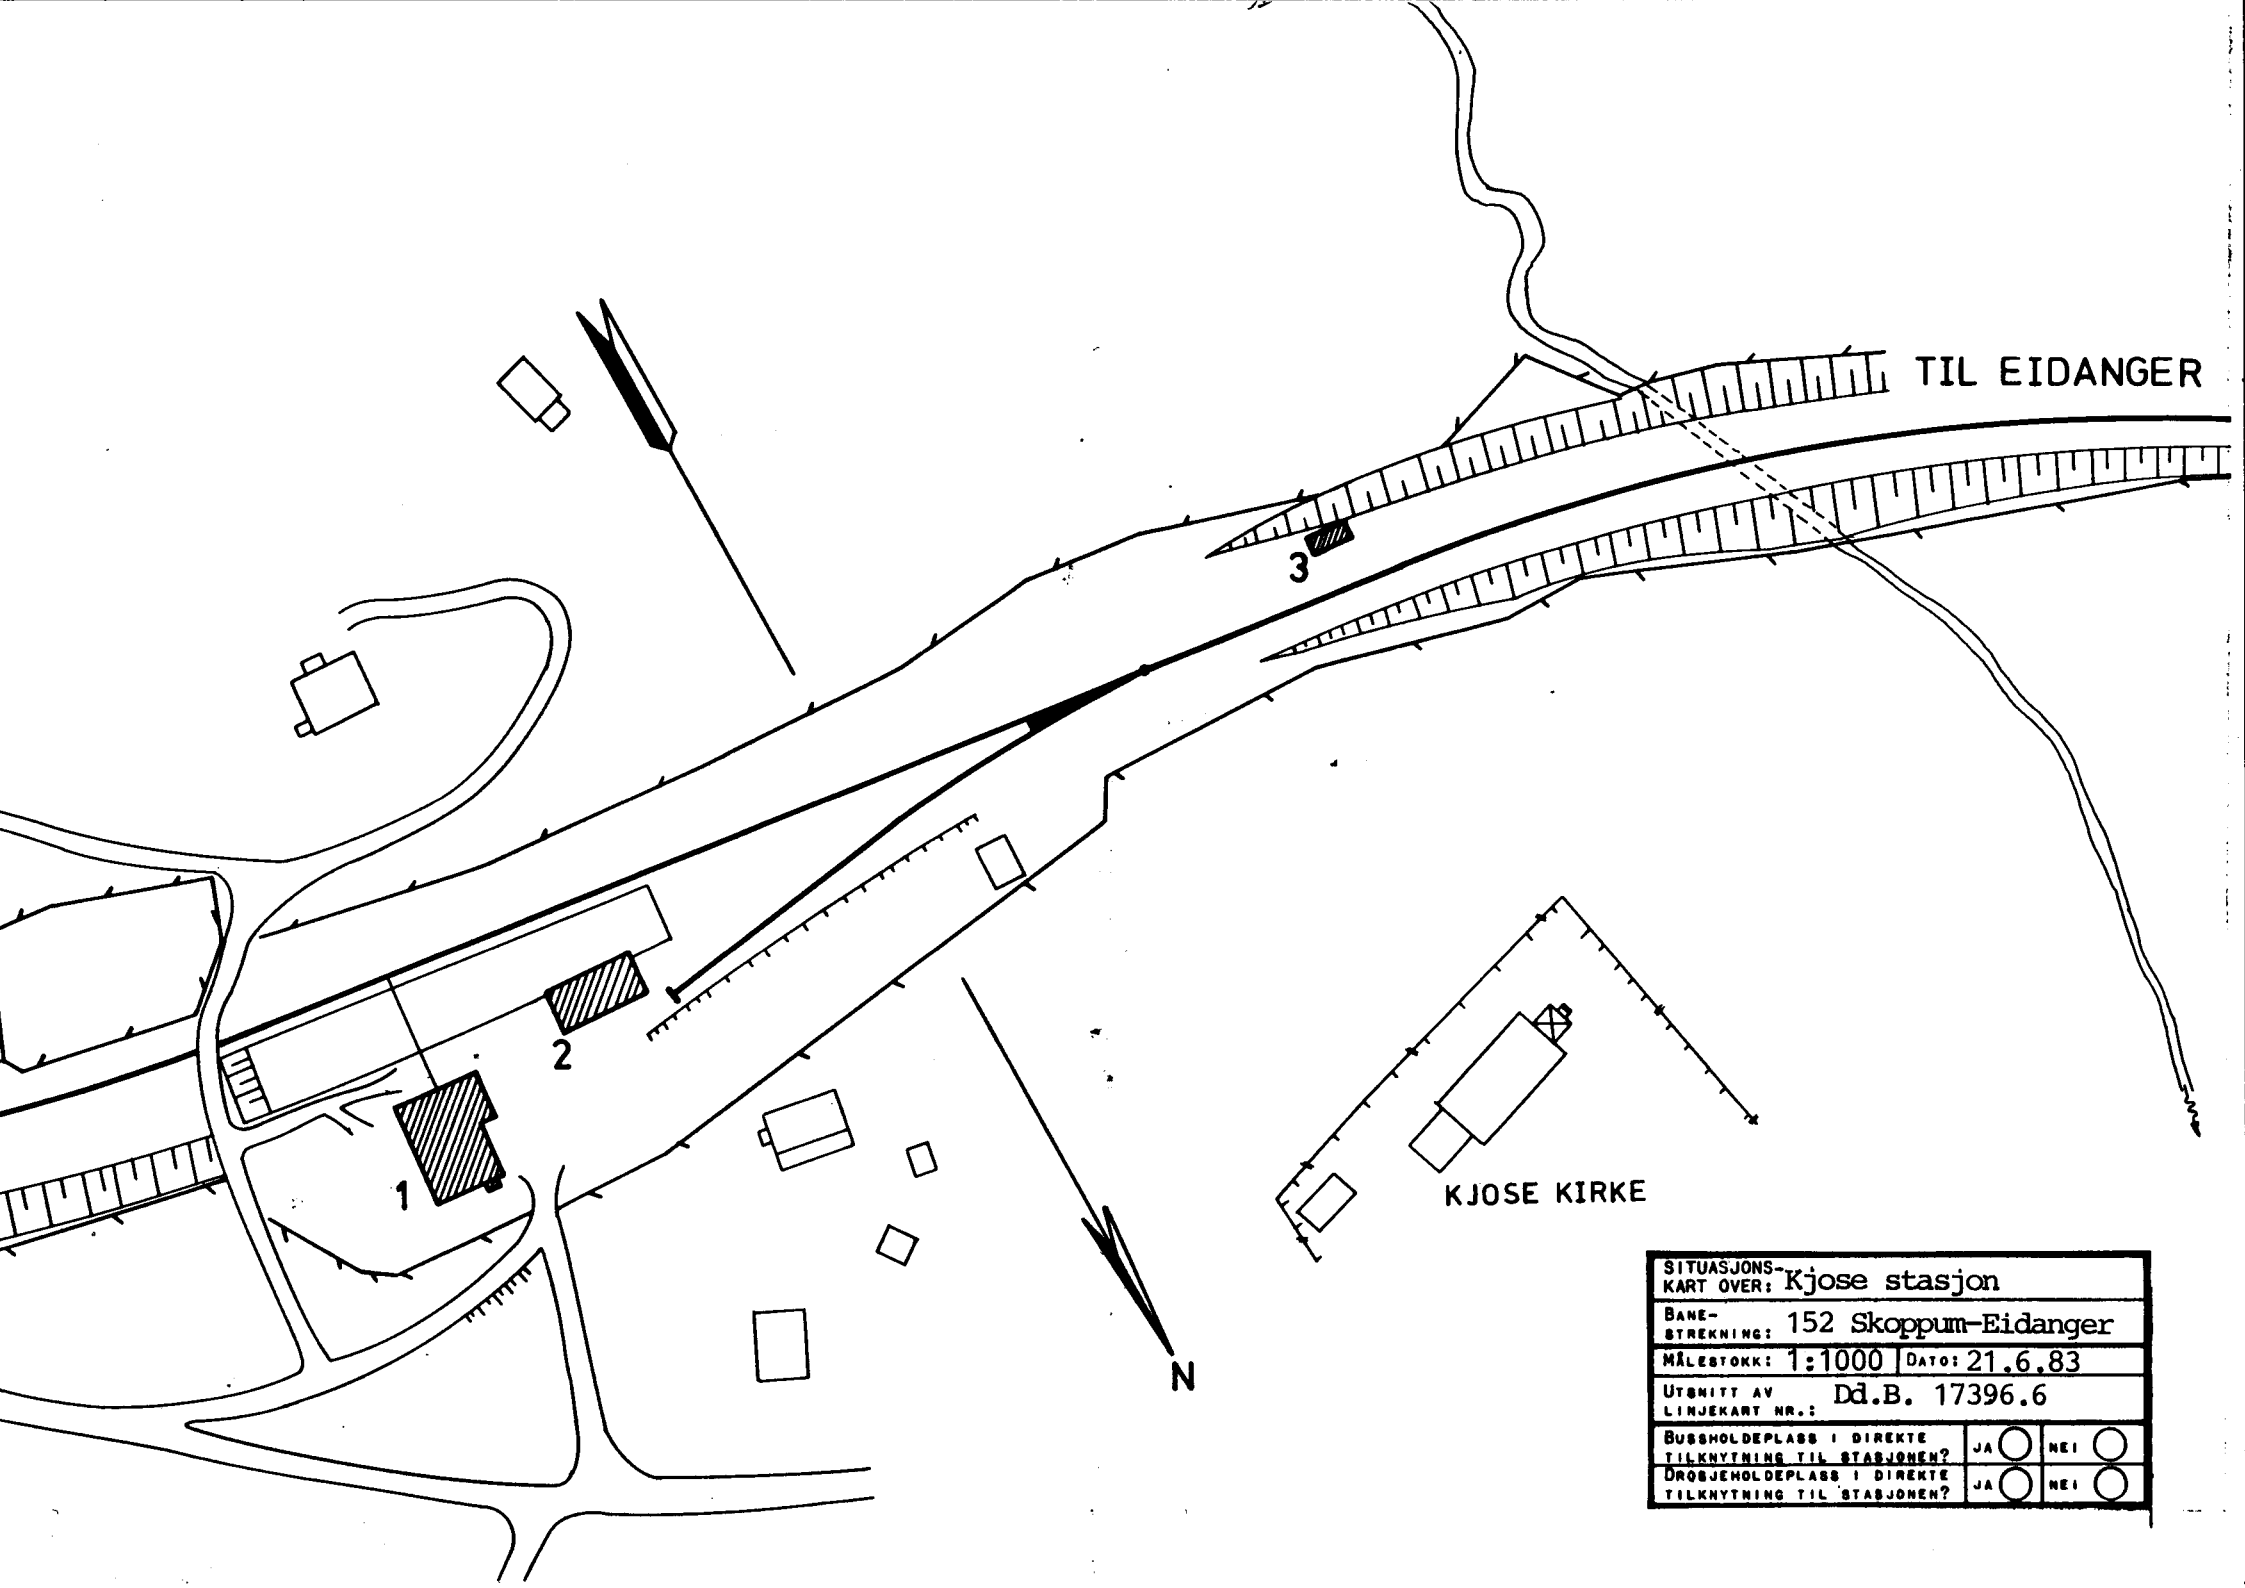 TIL EIDANGER
3
2
1
KJOSE KIRKE
N
SITUASJONS-
KART OVER: Kjose stasjon
BANE-
STREKNING: 152 Skoppum-Eidanger
MÅLESTOKK: 1:1000 DATO: 21.6.83
UTSNITT AV
LINJEKART NR.: Dd.B. 17396.6
BUSSHOLDEPLASS I DIREKTE
TILKNYTNING TIL STASJONEN? JA NEI
DROSJEHOLDEPLASS I DIREKTE
TILKNYTNING TIL STASJONEN? JA NEI